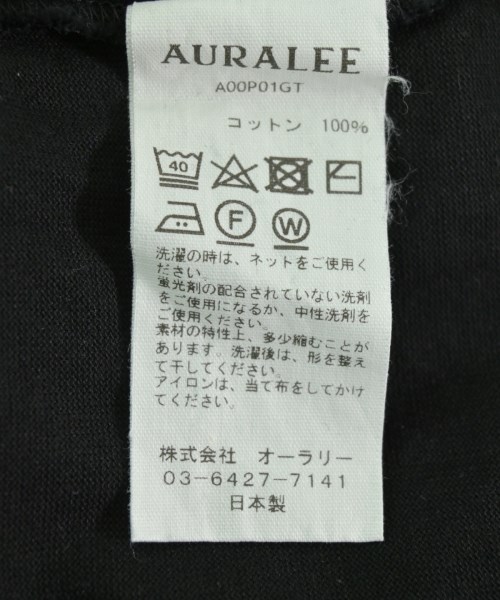 AURALEE
A00P01GT
コットン 100%
40
F W
洗濯の時は、ネットをご使用く
ださい。
蛍光剤の配合されていない洗剤
をご使用になるか、中性洗剤を
ご使用ください。
素材の特性上、多少縮むことが
あります。洗濯後は、形を整え
て干してください。
アイロンは、当て布をしてかけ
てください。
株式会社 オーラリー
03-6427-7141
日本製